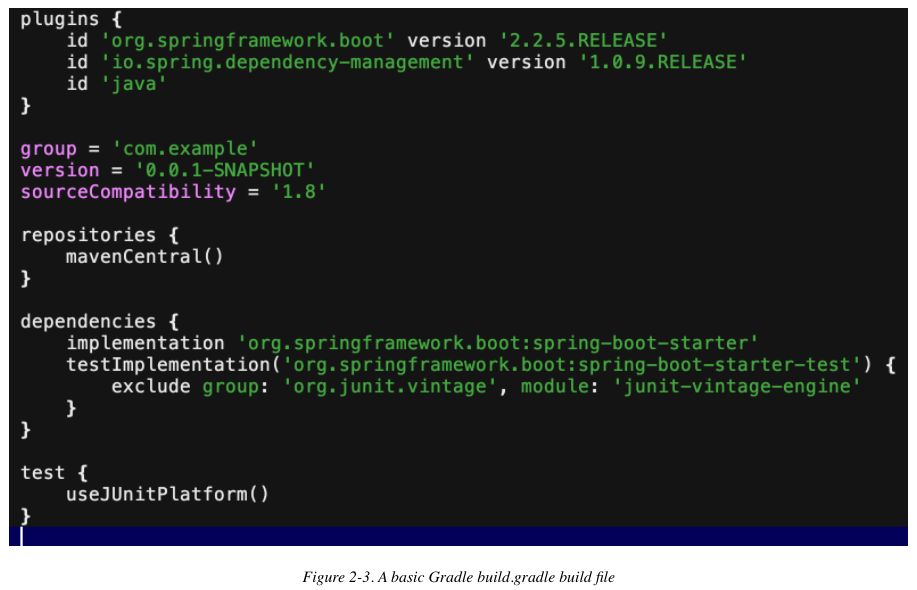 plugins {
    id 'org.springframework.boot' version '2.2.5.RELEASE'
    id 'io.spring.dependency-management' version '1.0.9.RELEASE'
    id 'java'
}

group = 'com.example'
version = '0.0.1-SNAPSHOT'
sourceCompatibility = '1.8'

repositories {
    mavenCentral()
}

dependencies {
    implementation 'org.springframework.boot:spring-boot-starter'
    testImplementation('org.springframework.boot:spring-boot-starter-test') {
        exclude group: 'org.junit.vintage', module: 'junit-vintage-engine'
    }
}

test {
    useJUnitPlatform()
}
Figure 2-3. A basic Gradle build.gradle build file